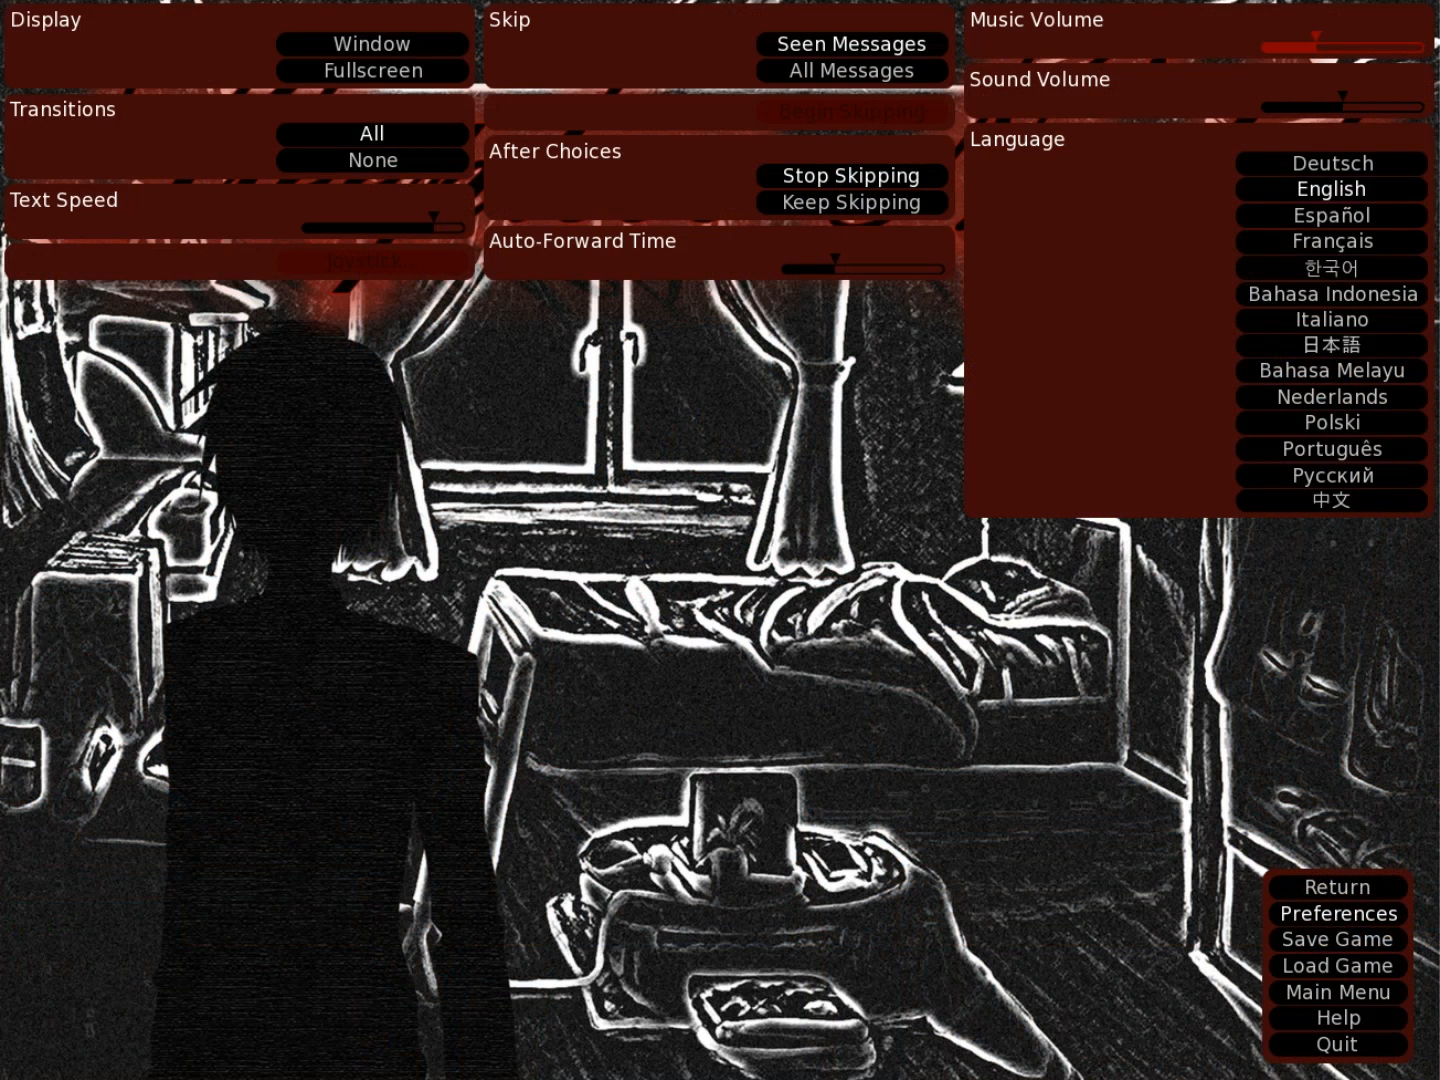 Display
Window
Fullscreen
Transitions
All
None
Text Speed
Joystick...
Skip
Seen Messages
All Messages
Begin Skipping
After Choices
Stop Skipping
Keep Skipping
Auto-Forward Time
Music Volume
Sound Volume
Language
Deutsch
English
Español
Français
한국어
Bahasa Indonesia
Italiano
日本語
Bahasa Melayu
Nederlands
Polski
Português
Русский
中文
Return
Preferences
Save Game
Load Game
Main Menu
Help
Quit